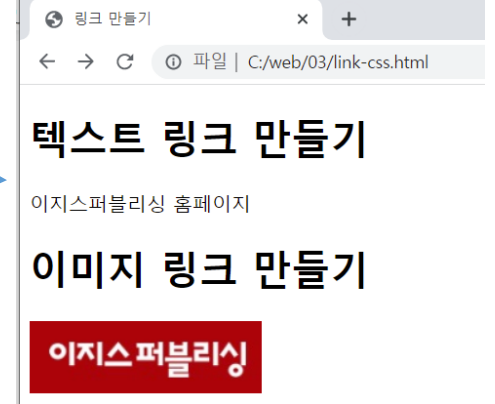 링크 만들기
파일 | C:/web/03/link-css.html
텍스트 링크 만들기
이지스퍼블리싱 홈페이지
이미지 링크 만들기
이지스퍼블리싱